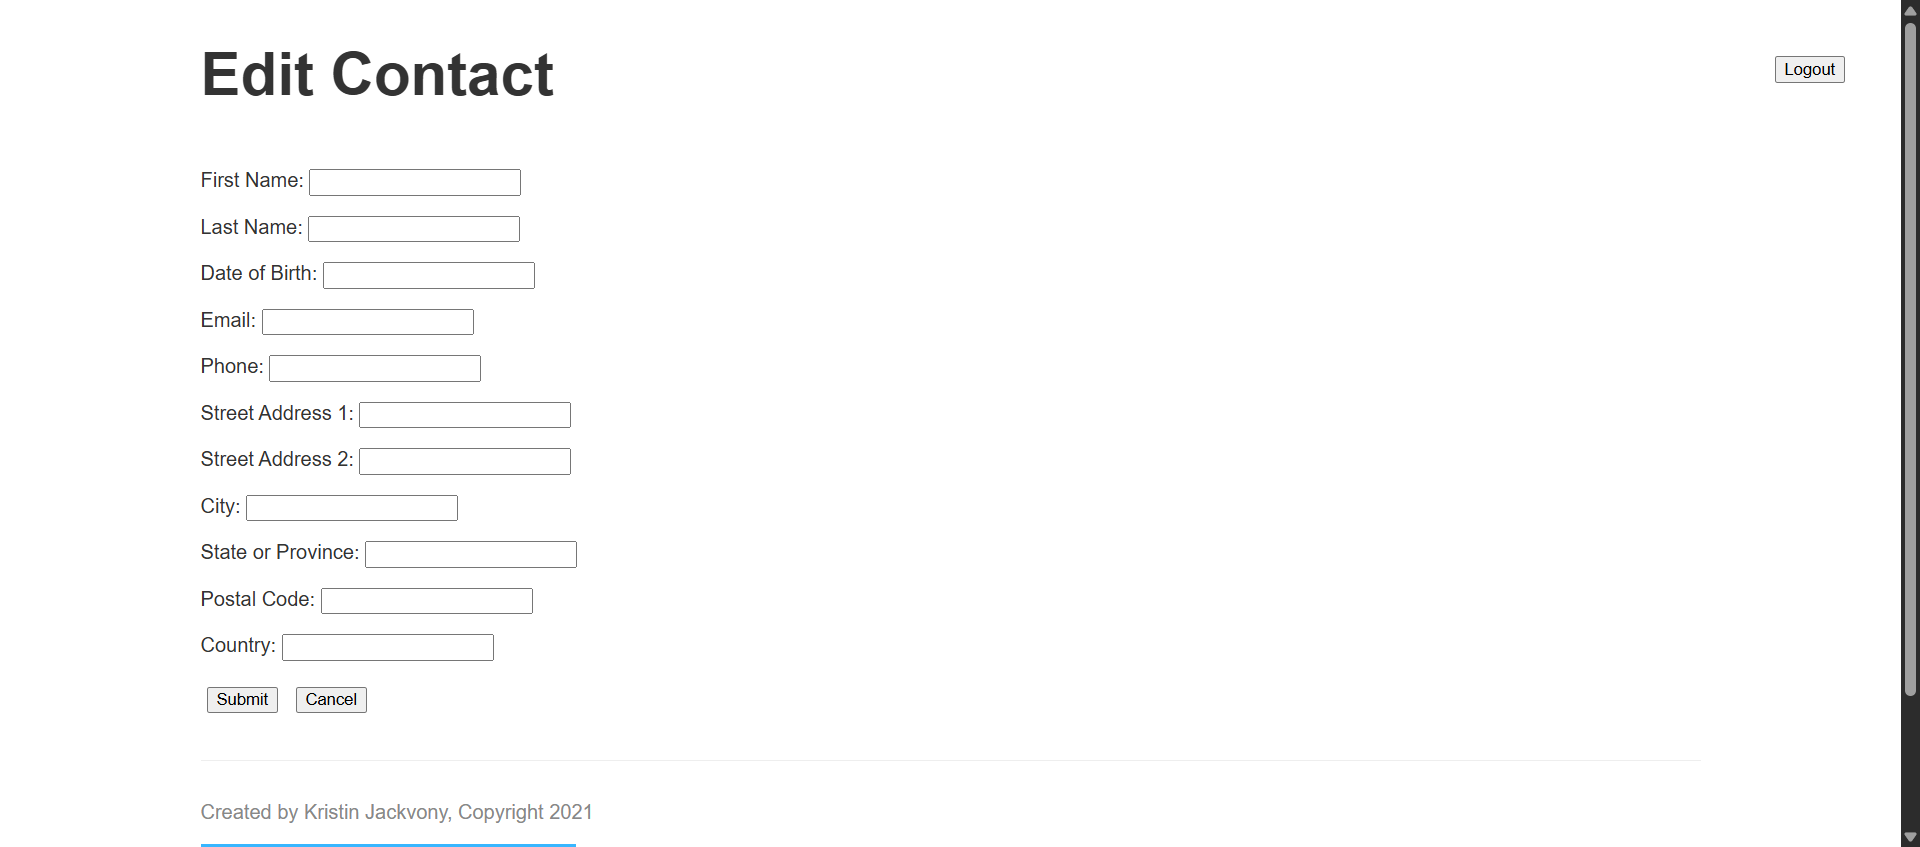 Edit Contact
Logout
First Name:
Last Name:
Date of Birth:
Email:
Phone:
Street Address 1:
Street Address 2:
City:
State or Province:
Postal Code:
Country:
Submit Cancel
Created by Kristin Jackvony, Copyright 2021